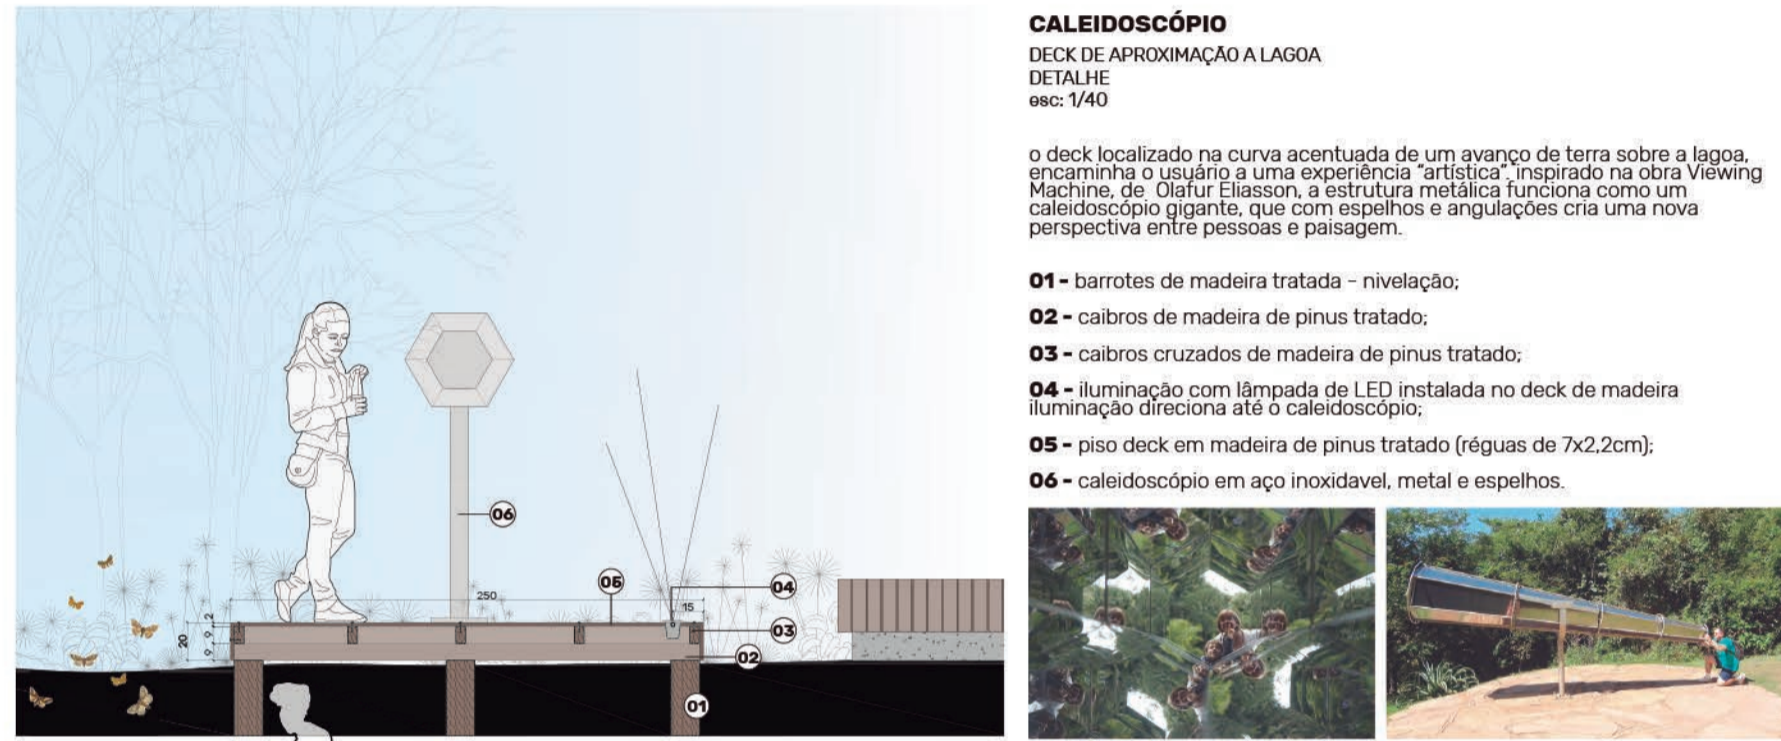 CALEIDOSCÓPIO
DECK DE APROXIMAÇÃO A LAGOA
DETALHE
esc: 1/40
o deck localizado na curva acentuada de um avanço de terra sobre a lagoa,
encaminha o usuário a uma experiência “artística”. inspirado na obra Viewing
Machine, de Olafur Eliasson, a estrutura metálica funciona como um
caleidoscópio gigante, que com espelhos e angulações cria uma nova
perspectiva entre pessoas e paisagem.
01 - barrotes de madeira tratada - nivelação;
02 - caibros de madeira de pinus tratado;
03 - caibros cruzados de madeira de pinus tratado;
04 - iluminação com lâmpada de LED instalada no deck de madeira
iluminação direciona até o caleidoscópio;
05 - piso deck em madeira de pinus tratado (réguas de 7x2,2cm);
06 - caleidoscópio em aço inoxidavel, metal e espelhos.
06
05
04
250
15
03
02
01
20
2
9
9